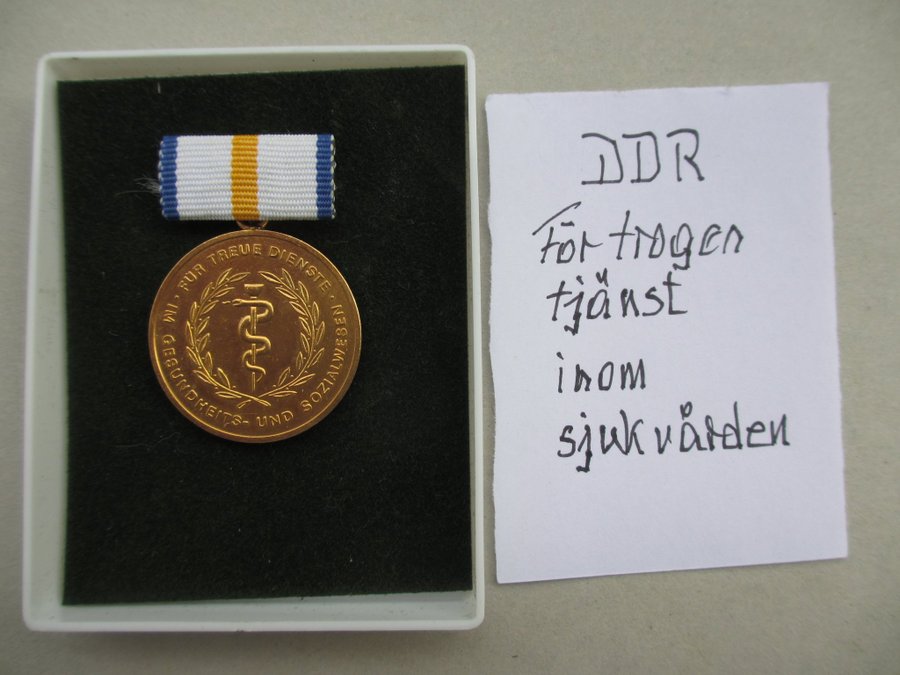 · FÜR TREUE DIENSTE ·
IM GESUNDHEITS- UND SOZIALWESEN
DDR
För trogen
tjänst
inom
sjukvården